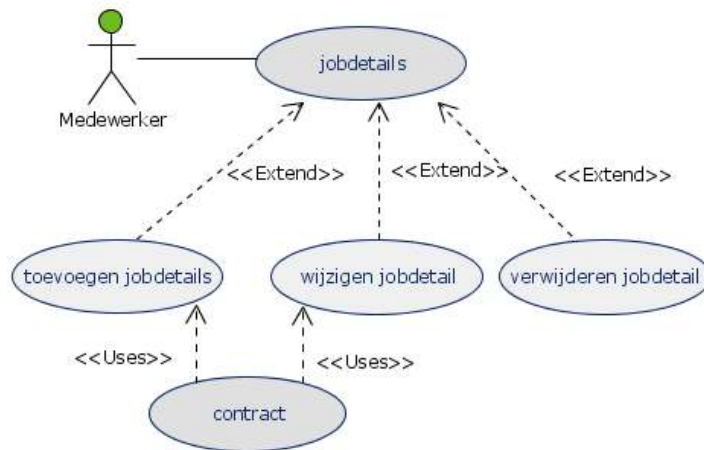 jobdetails
Medewerker
<<Extend>>
<<Extend>>
<<Extend>>
toevoegen jobdetails
wijzigen jobdetail
verwijderen jobdetail
<<Uses>>
<<Uses>>
contract